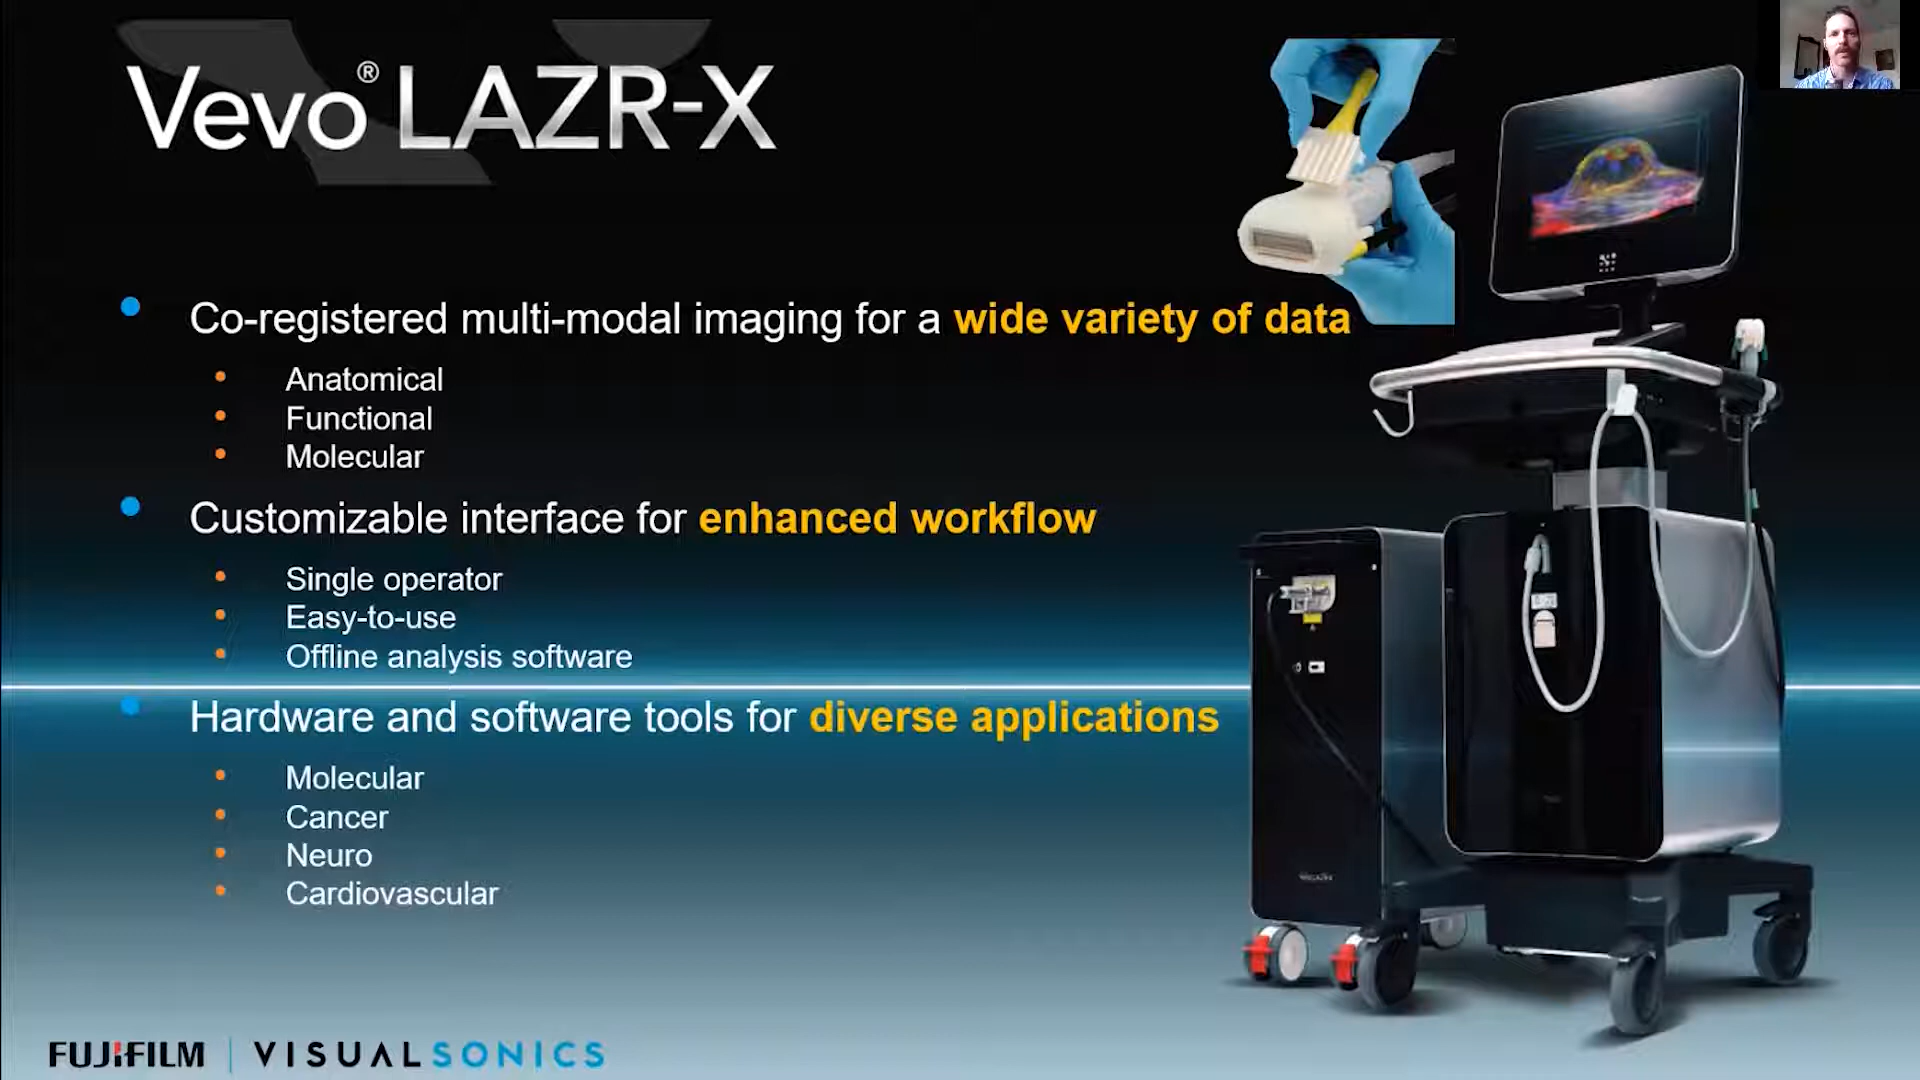 Vevo® LAZR-X
Co-registered multi-modal imaging for a wide variety of data
Anatomical
Functional
Molecular
Customizable interface for enhanced workflow
Single operator
Easy-to-use
Offline analysis software
Hardware and software tools for diverse applications
Molecular
Cancer
Neuro
Cardiovascular
FUJIFILM | VISUALSONICS